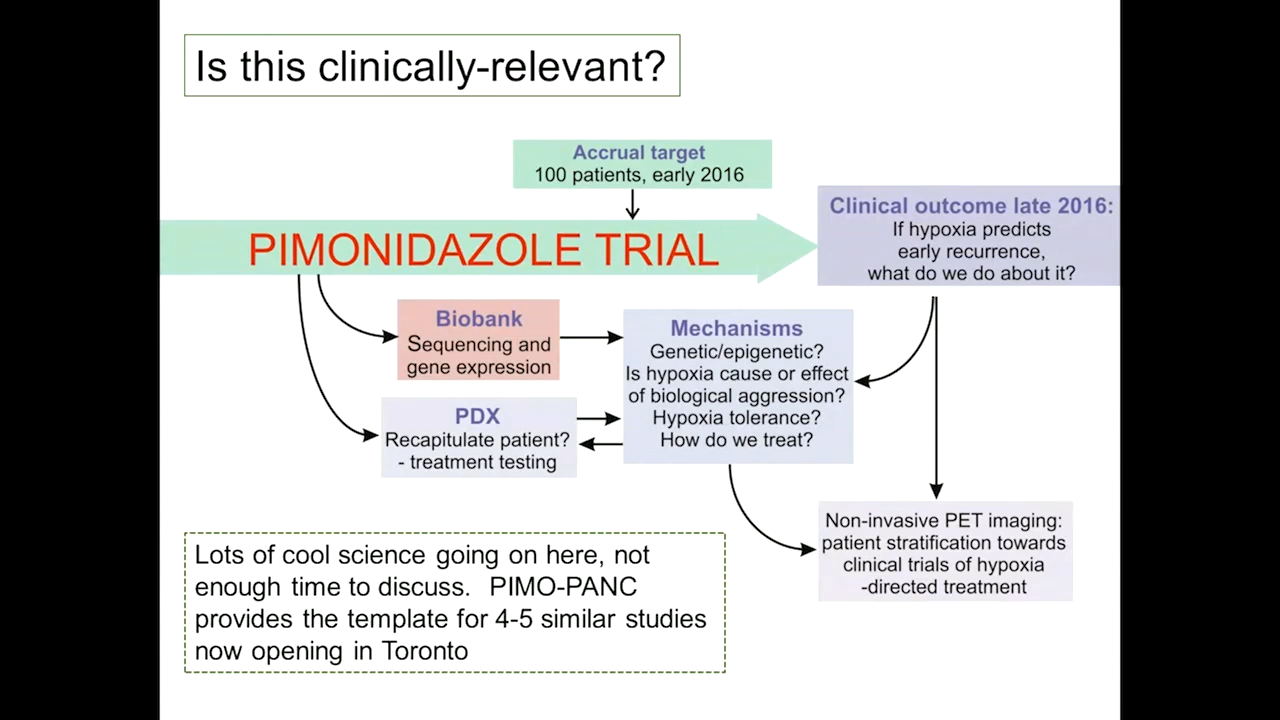 Is this clinically-relevant?
Accrual target
100 patients, early 2016
PIMONIDAZOLE TRIAL
Clinical outcome late 2016:
If hypoxia predicts
early recurrence,
what do we do about it?
Biobank
Sequencing and
gene expression
Mechanisms
Genetic/epigenetic?
Is hypoxia cause or effect
of biological aggression?
Hypoxia tolerance?
How do we treat?
PDX
Recapitulate patient?
- treatment testing
Non-invasive PET imaging:
patient stratification towards
clinical trials of hypoxia
-directed treatment
Lots of cool science going on here, not
enough time to discuss.  PIMO-PANC
provides the template for 4-5 similar studies
now opening in Toronto